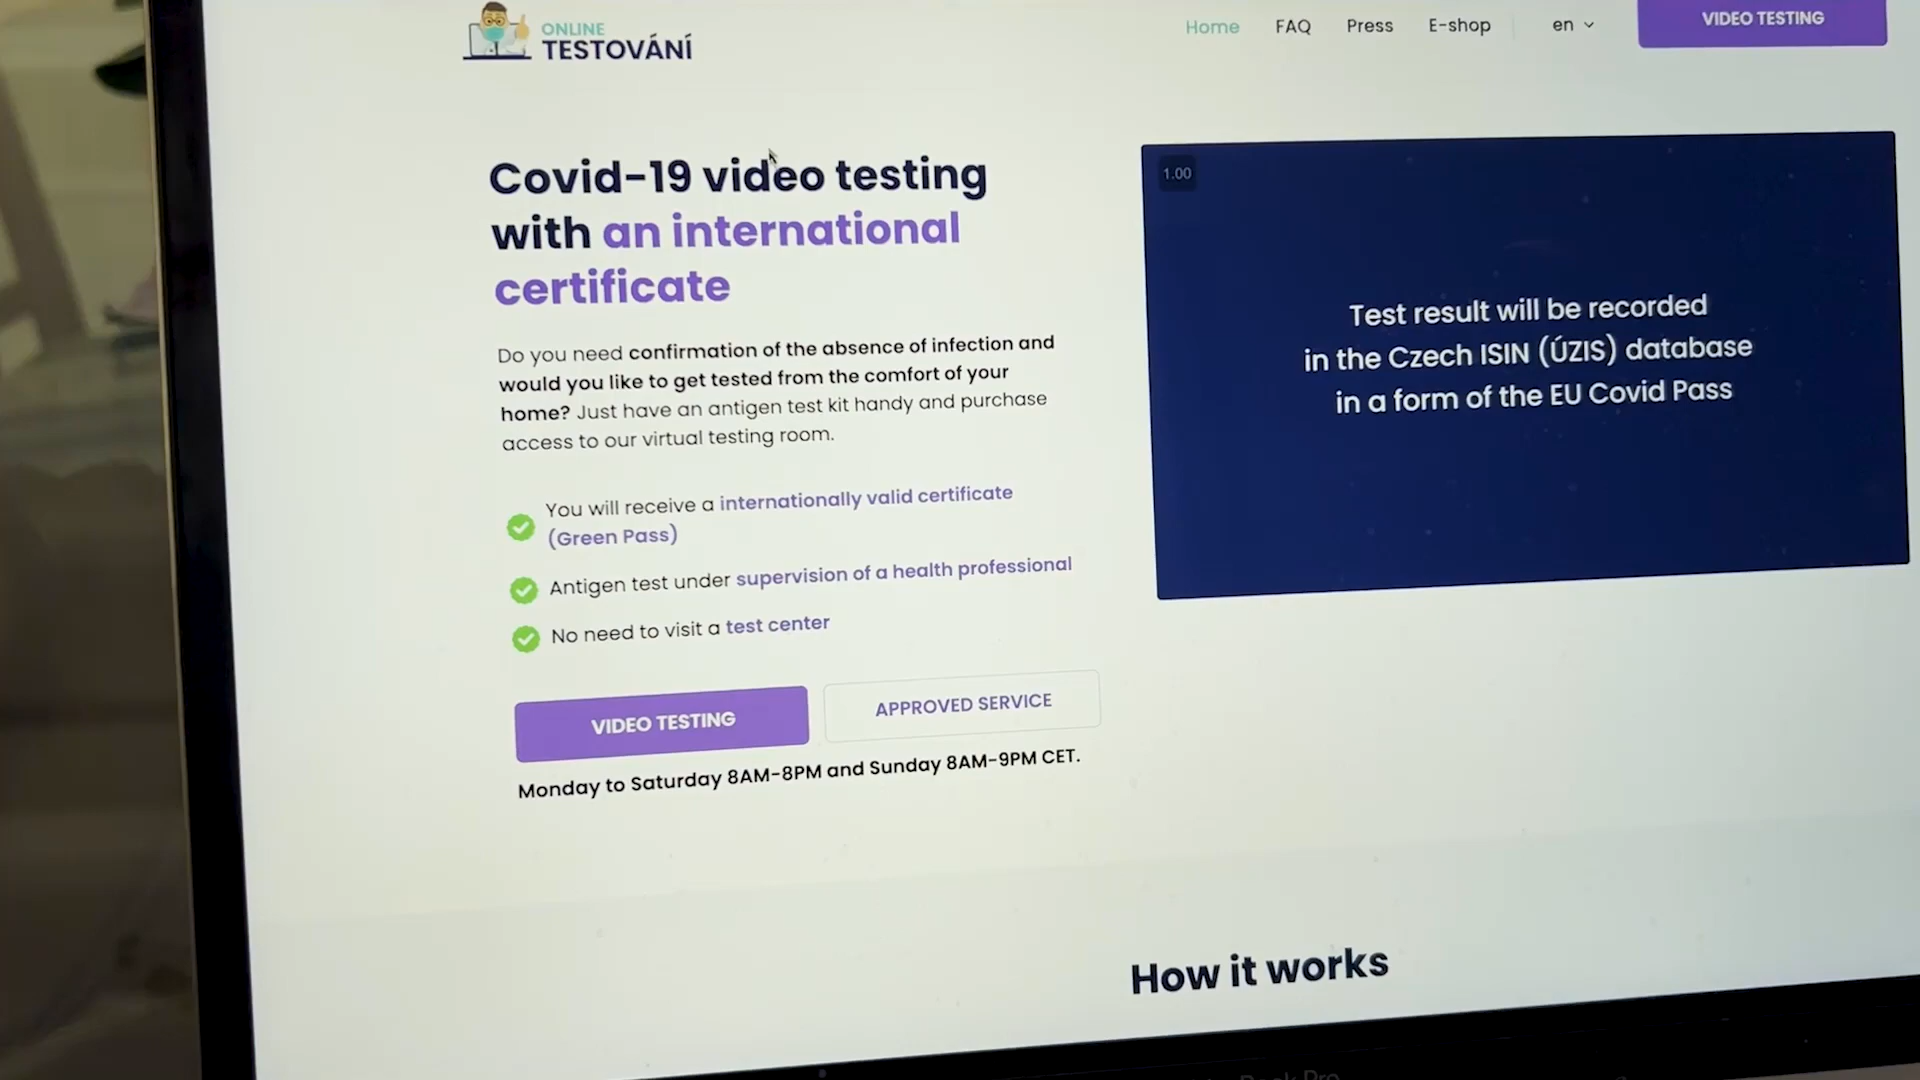 ONLINE
TESTOVÁNÍ
Home FAQ Press E-shop en
VIDEO TESTING
Covid-19 video testing
with an international
certificate
Do you need confirmation of the absence of infection and
would you like to get tested from the comfort of your
home? Just have an antigen test kit handy and purchase
access to our virtual testing room.
You will receive a internationally valid certificate
(Green Pass)
Antigen test under supervision of a health professional
No need to visit a test center
VIDEO TESTING
APPROVED SERVICE
Monday to Saturday 8AM-8PM and Sunday 8AM-9PM CET.
1.00
Test result will be recorded
in the Czech ISIN (ÚZIS) database
in a form of the EU Covid Pass
How it works